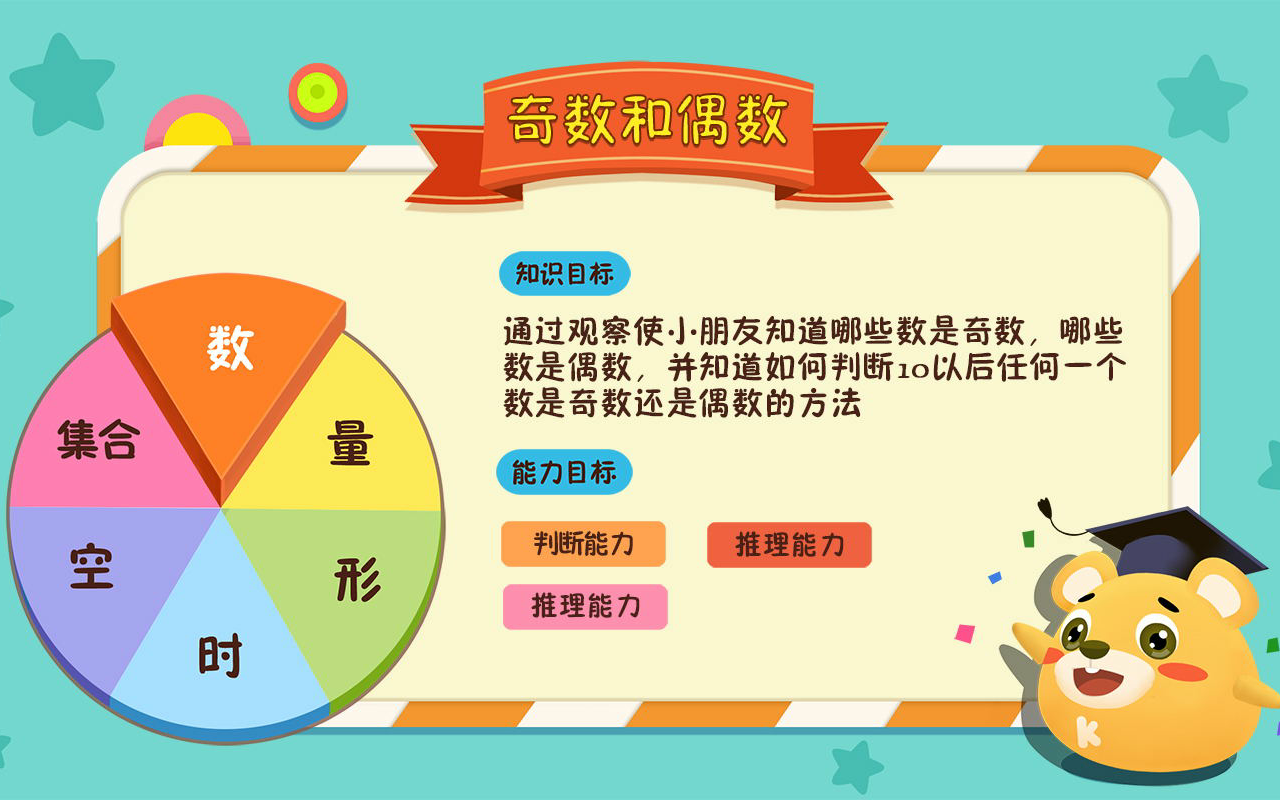 奇数和偶数
知识目标
通过观察使小朋友知道哪些数是奇数，哪些
数是偶数，并知道如何判断10以后任何一个
数是奇数还是偶数的方法
能力目标
判断能力
推理能力
推理能力
数
集合
量
空
形
时
K